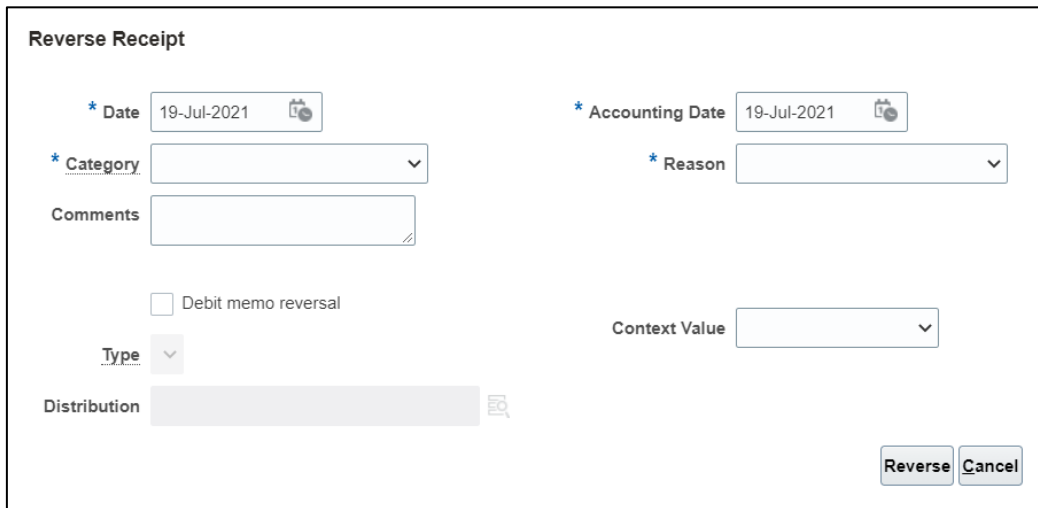 Reverse Receipt
* Date 19-Jul-2021
* Accounting Date 19-Jul-2021
* Category
* Reason
Comments
Debit memo reversal
Context Value
Type
Distribution
Reverse Cancel